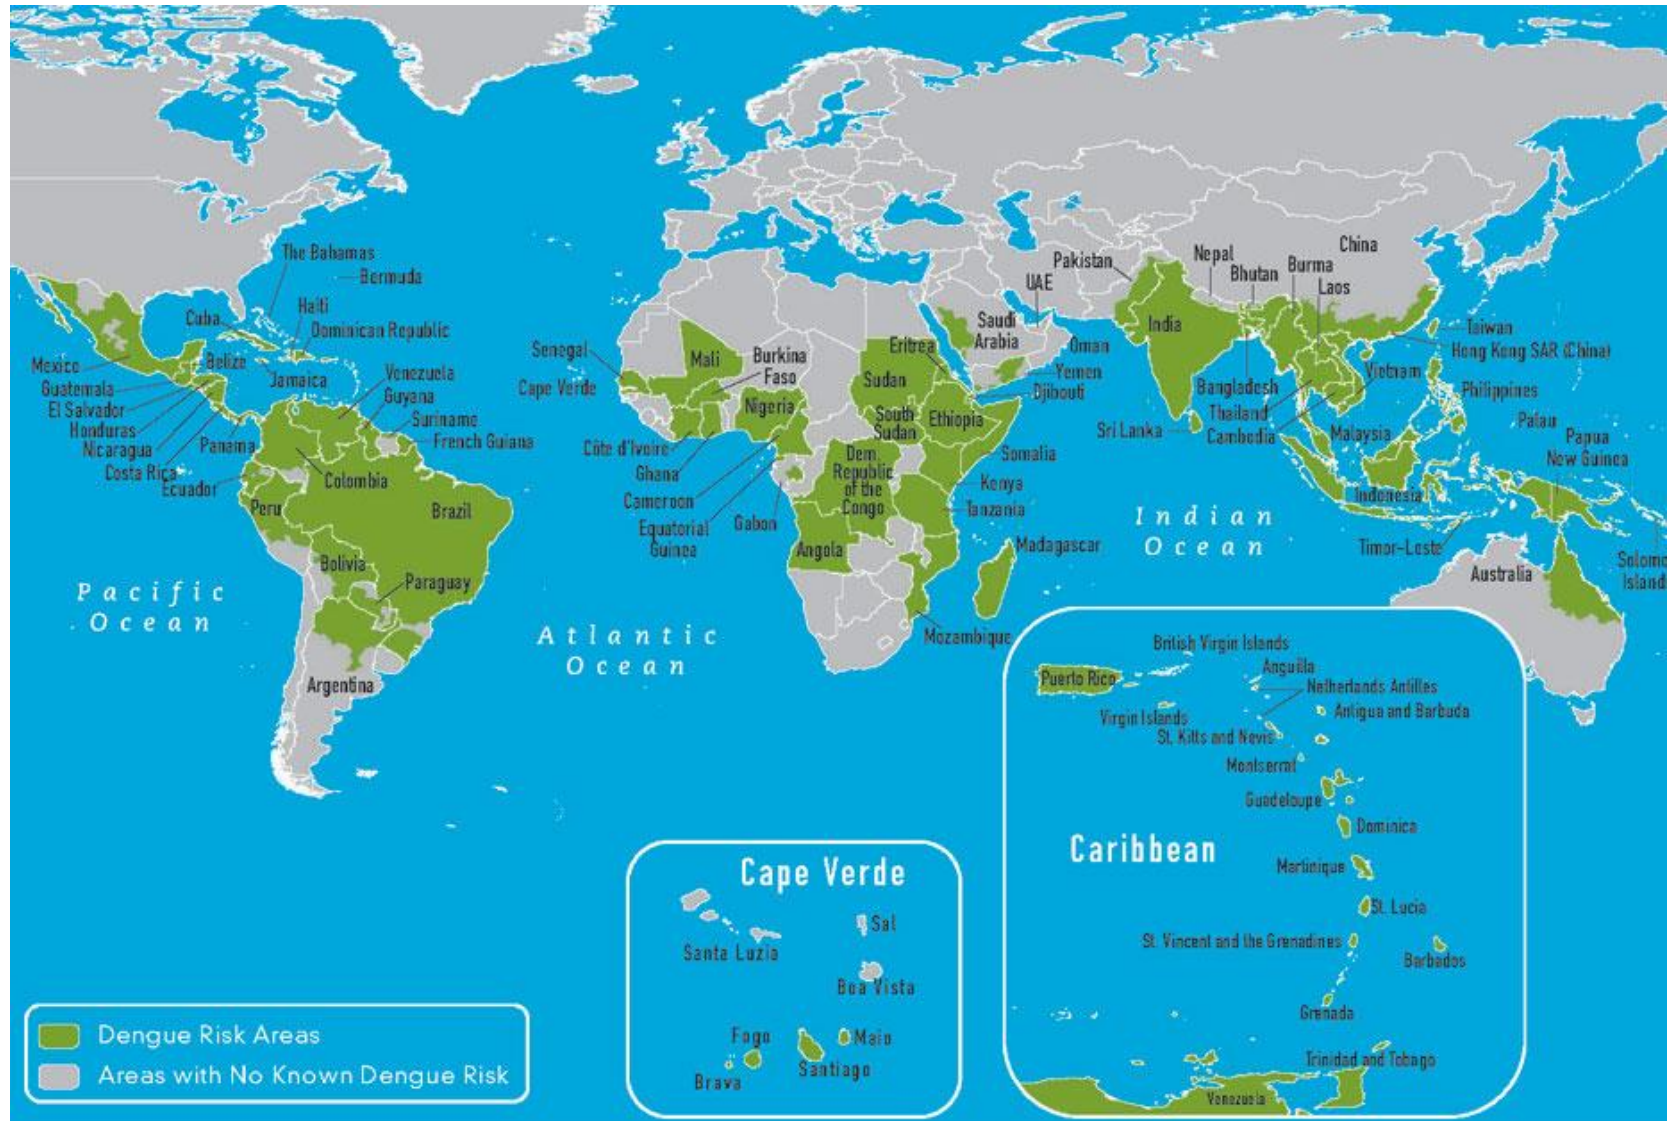 The Bahamas
Bermuda
Haiti
Cuba
Dominican Republic
Mexico
Belize
Jamaica
Guatemala
El Salvador
Honduras
Nicaragua
Costa Rica
Panama
Ecuador
Venezuela
Guyana
Suriname
French Guiana
Colombia
Peru
Brazil
Bolivia
Paraguay
Argentina
Pacific
Ocean
Atlantic
Ocean
Senegal
Cape Verde
Mali
Burkina
Faso
Nigeria
Côte d'Ivoire
Ghana
Cameroon
Equatorial
Guinea
Gabon
Eritrea
Sudan
South
Sudan
Ethiopia
Dem.
Republic
of the
Congo
Angola
Somalia
Kenya
Tanzania
Madagascar
Mozambique
Saudi
Arabia
UAE
Oman
Yemen
Djibouti
Pakistan
Nepal
Bhutan
Burma
Laos
China
India
Bangladesh
Thailand
Cambodia
Sri Lanka
Vietnam
Taiwan
Hong Kong SAR (China)
Philippines
Malaysia
Palau
Papua
New Guinea
Indonesia
Timor-Leste
Solomo
Island
Australia
Indian
Ocean
British Virgin Islands
Puerto Rico
Anguilla
Netherlands Antilles
Virgin Islands
Antigua and Barbuda
St. Kitts and Nevis
Montserrat
Guadeloupe
Dominica
Caribbean
Martinique
St. Lucia
St. Vincent and the Grenadines
Barbados
Grenada
Trinidad and Tobago
Venezuela
Cape Verde
Santa Luzia
Sal
Boa Vista
Fogo
Maio
Brava
Santiago
Dengue Risk Areas
Areas with No Known Dengue Risk